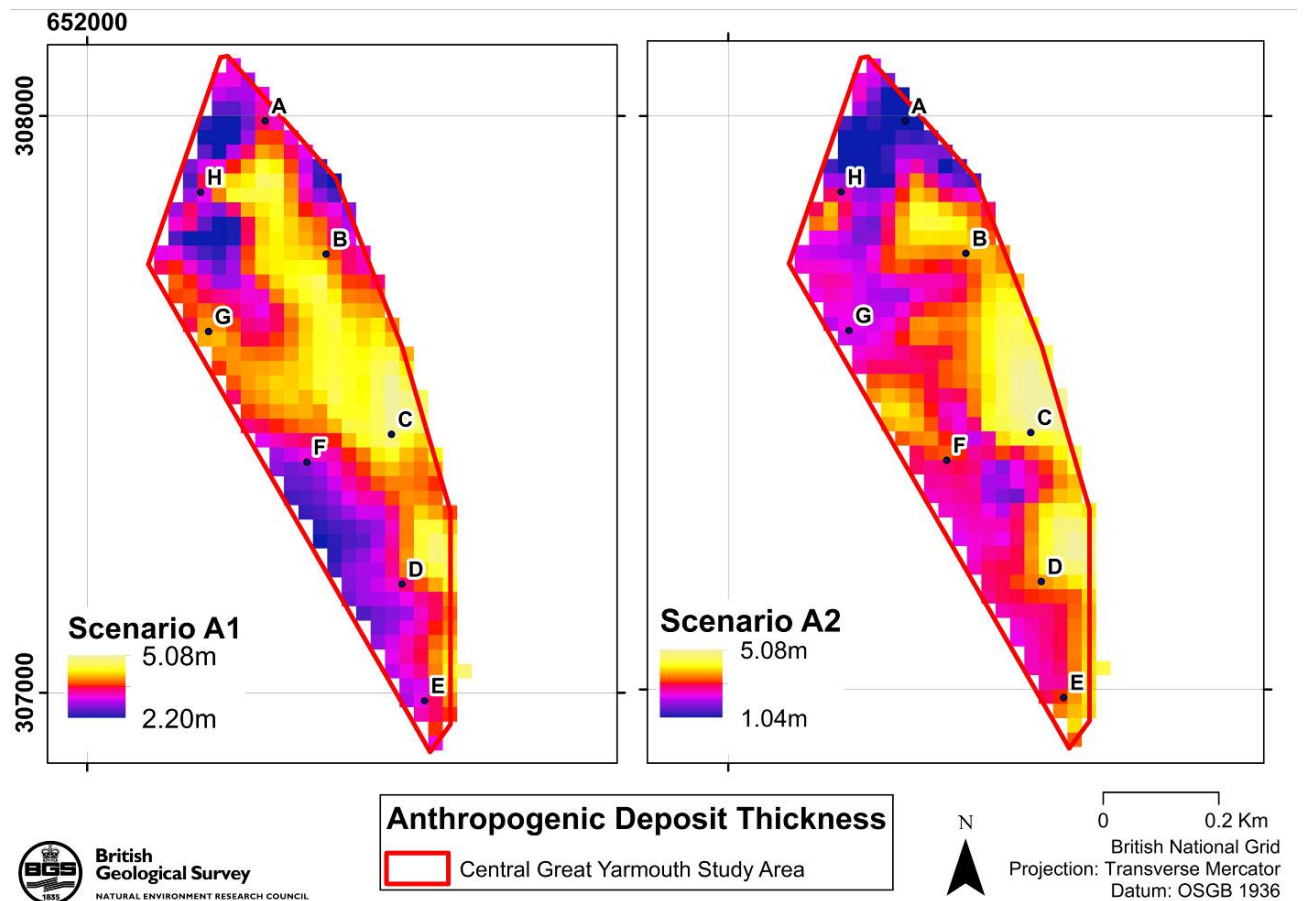 652000
308000
307000
A
H
B
G
C
F
D
E
Scenario A1
5.08m
2.20m
A
H
B
G
C
F
D
E
Scenario A2
5.08m
1.04m
Anthropogenic Deposit Thickness
Central Great Yarmouth Study Area
N
0 0.2 Km
British National Grid
Projection: Transverse Mercator
Datum: OSGB 1936
BGS
1835
British
Geological Survey
NATURAL ENVIRONMENT RESEARCH COUNCIL